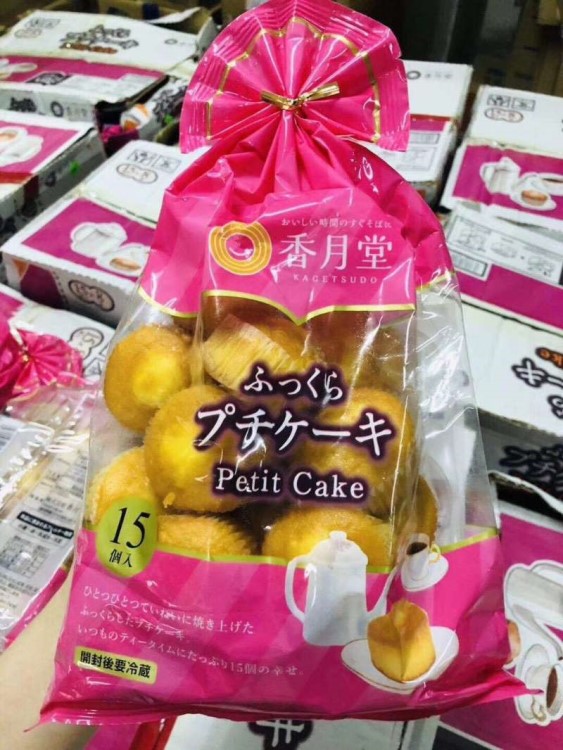 おいしい時間のすぐそばに
香月堂
KAGETSUDO
ふっくら
プチケーキ
Petit Cake
15
個入
ひとつひとつていねいに焼き上げた
ふっくらとしたプチケーキ。
いつものティータイムにたっぷり15個の幸せ。
開封後要冷蔵
香月堂